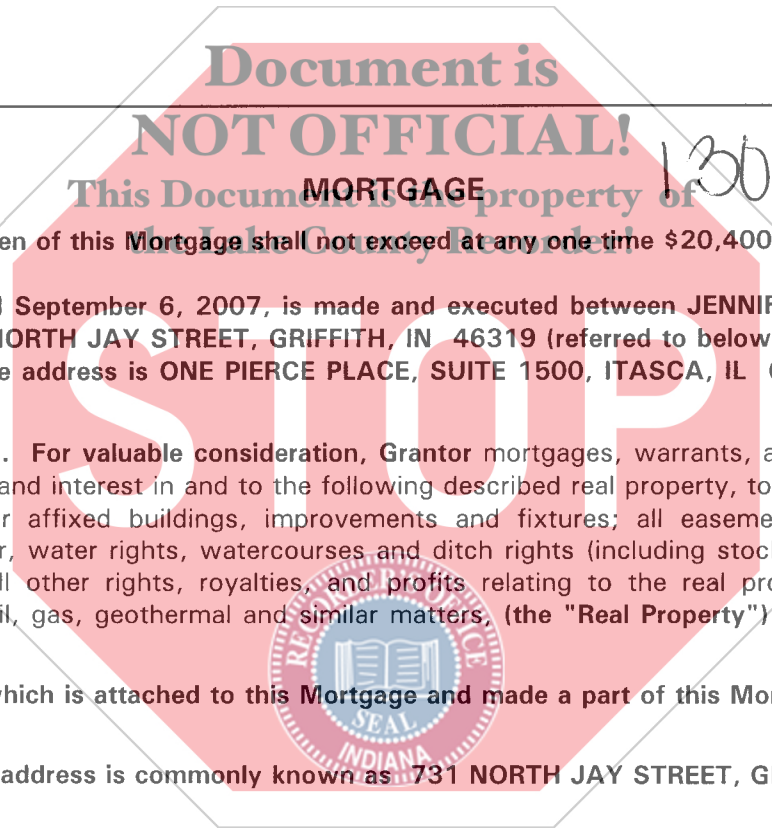 Document is
NOT OFFICIAL!
130
MORTGAGE
This Document is the property of
the Lake County Recorder!
en of this Mortgage shall not exceed at any one time $20,400
September 6, 2007, is made and executed between JENNIF
NORTH JAY STREET, GRIFFITH, IN 46319 (referred to below
e address is ONE PIERCE PLACE, SUITE 1500, ITASCA, IL
. For valuable consideration, Grantor mortgages, warrants, a
and interest in and to the following described real property, to
r affixed buildings, improvements and fixtures; all easeme
r, water rights, watercourses and ditch rights (including stoc
ll other rights, royalties, and profits relating to the real pro
il, gas, geothermal and similar matters, (the "Real Property")
which is attached to this Mortgage and made a part of this Mor
address is commonly known as 731 NORTH JAY STREET, G
STOP
RECORDER OFFICE
SEAL
INDIANA